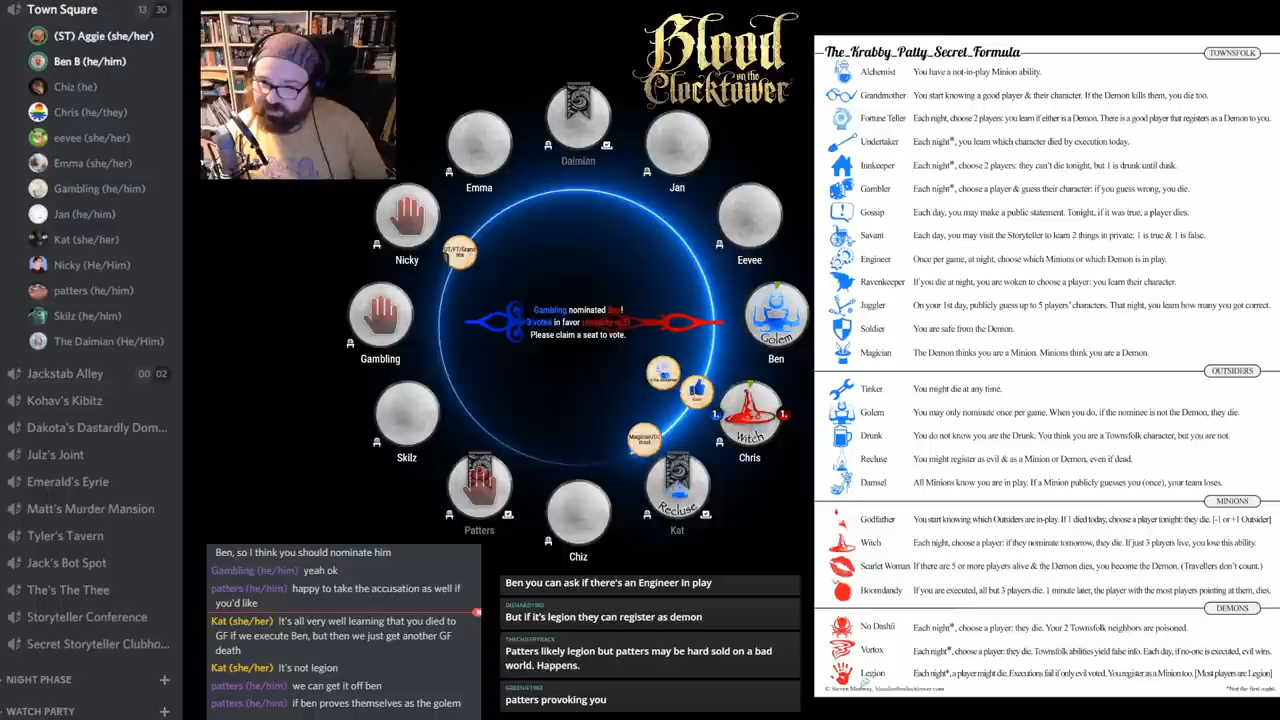 Town Square 13 30
(ST) Aggie (she/her)
Ben B (he/him)
Chiz (he)
Chris (he/they)
eevee (she/her)
Emma (she/her)
Gambling (he/him)
Jan (he/him)
Kat (she/her)
Nicky (He/Him)
patters (he/him)
Skilz (he/him)
The Daimian (He/Him)
Jackstab Alley 00 02
Kohav's Kibitz
Dakota's Dastardly Dom...
Julz's Joint
Emerald's Eyrie
Matt's Murder Mansion
Tyler's Tavern
Jack's Bot Spot
The's The Thee
Storyteller Conference
Secret Storyteller Clubho...
NIGHT PHASE
WATCH PARTY
Blood
on the
Clocktower
Daimian
Jan
Eevee
Golem
Ben
Witch
Chris
Recluse
Kat
Chiz
Patters
Skilz
Gambling
Nicky
Emma
Gambling nominated Ben!
3 votes in favor
Please claim a seat to vote.
Ben, so I think you should nominate him
Gambling (he/him) yeah ok
patters (he/him) happy to take the accusation as well if
you'd like
Kat (she/her) It's all very well learning that you died to
GF if we execute Ben, but then we just get another GF
death
Kat (she/her) It's not legion
patters (he/him) we can get it off ben
patters (he/him) if ben proves themselves as the golem
Ben you can ask if there's an Engineer in play
But if it's legion they can register as demon
Patters likely legion but patters may be hard sold on a bad
world. Happens.
patters provoking you
The_Krabby_Patty_Secret_Formula
TOWNSFOLK
Alchemist You have a not-in-play Minion ability.
Grandmother You start knowing a good player & their character. If the Demon kills them, you die too.
Fortune Teller Each night, choose 2 players: you learn if either is a Demon. There is a good player that registers as a Demon to you.
Undertaker Each night*, you learn which character died by execution today.
Innkeeper Each night*, choose 2 players: they can't die tonight, but 1 is drunk until dusk.
Gambler Each night*, choose a player & guess their character: if you guess wrong, you die.
Gossip Each day, you may make a public statement. Tonight, if it was true, a player dies.
Savant Each day, you may visit the Storyteller to learn 2 things in private: 1 is true & 1 is false.
Engineer Once per game, at night, choose which Minions or which Demon is in play.
Ravenkeeper If you die at night, you are woken to choose a player: you learn their character.
Juggler On your 1st day, publicly guess up to 5 players' characters. That night, you learn how many you got correct.
Soldier You are safe from the Demon.
Magician The Demon thinks you are a Minion. Minions think you are a Demon.
OUTSIDERS
Tinker You might die at any time.
Golem You may only nominate once per game. When you do, if the nominee is not the Demon, they die.
Drunk You do not know you are the Drunk. You think you are a Townsfolk character, but you are not.
Recluse You might register as evil & as a Minion or Demon, even if dead.
Damsel All Minions know you are in play. If a Minion publicly guesses you (once), your team loses.
MINIONS
Godfather You start knowing which Outsiders are in-play. If 1 died today, choose a player tonight: they die. [-1 or +1 Outsider]
Witch Each night, choose a player: if they nominate tomorrow, they die. If just 3 players live, you lose this ability.
Scarlet Woman If there are 5 or more players alive & the Demon dies, you become the Demon. (Travellers don't count.)
Boomdandy If you are executed, all but 3 players die. 1 minute later, the player with the most players pointing at them, dies.
DEMONS
No Dashii Each night*, choose a player: they die. Your 2 Townsfolk neighbors are poisoned.
Vortox Each night*, choose a player: they die. Townsfolk abilities yield false info. Each day, if no-one is executed, evil wins.
Legion Each night*, a player might die. Executions fail if only evil voted. You register as a Minion too. [Most players are Legion]
*Not the first night.